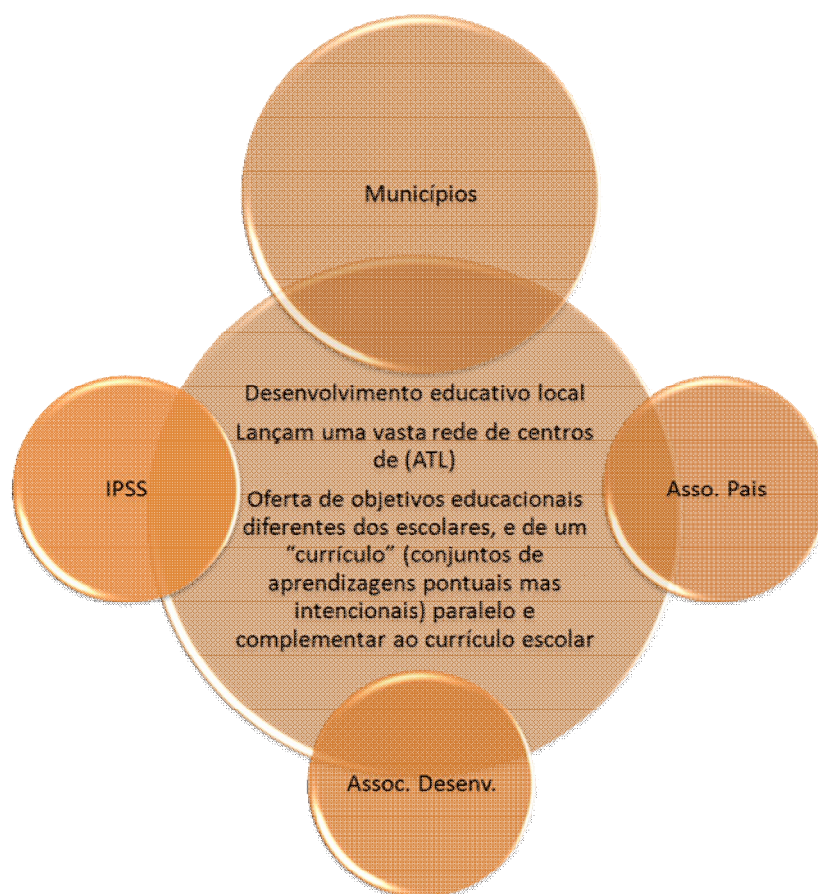 Municípios
Desenvolvimento educativo local
Lançam uma vasta rede de centros
de (ATL)
IPSS
Asso. Pais
Oferta de objetivos educacionais
diferentes dos escolares, e de um
“currículo” (conjuntos de
aprendizagens pontuais mas
intencionais) paralelo e
complementar ao currículo escolar
Assoc. Desenv.